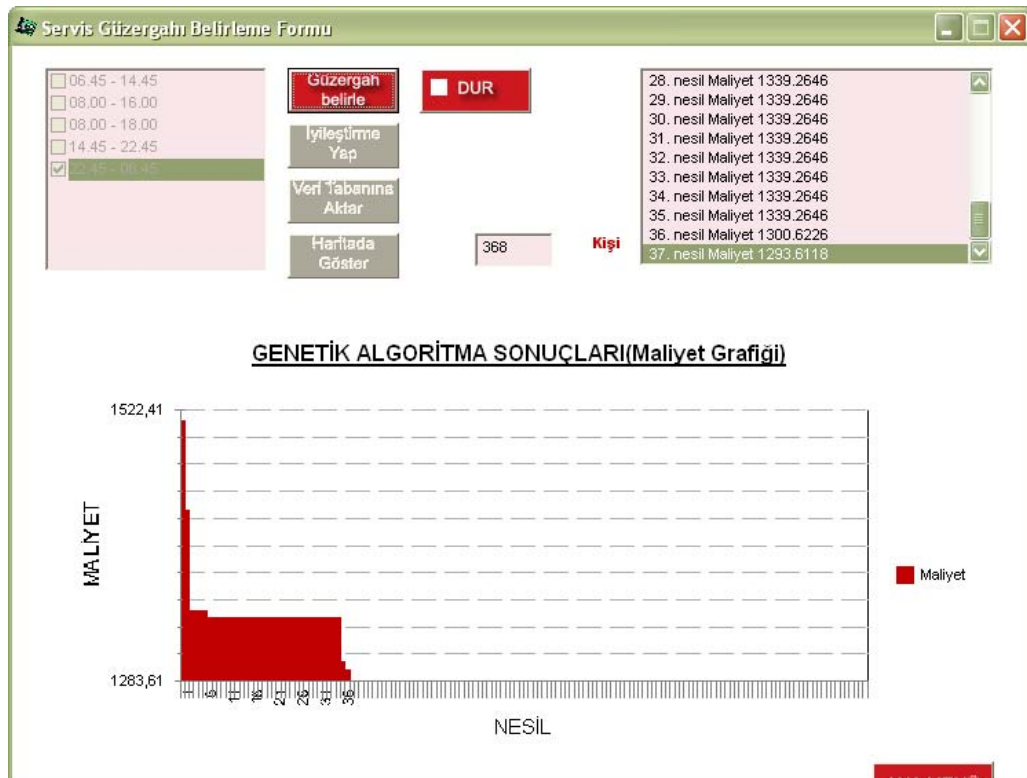 Servis Güzergahı Belirleme Formu
06.45 - 14.45
08.00 - 16.00
08.00 - 18.00
14.45 - 22.45
22.45 - 06.45
Güzergah
belirle
DUR
İyileştirme
Yap
Veri Tabanına
Aktar
Haritada
Göster
368
Kişi
28. nesil Maliyet 1339.2646
29. nesil Maliyet 1339.2646
30. nesil Maliyet 1339.2646
31. nesil Maliyet 1339.2646
32. nesil Maliyet 1339.2646
33. nesil Maliyet 1339.2646
34. nesil Maliyet 1339.2646
35. nesil Maliyet 1339.2646
36. nesil Maliyet 1300.6226
37. nesil Maliyet 1293.6118
GENETİK ALGORİTMA SONUÇLARI(Maliyet Grafiği)
1522,41
MALİYET
Maliyet
1283,61
1 6 11 16 21 26 31 36
NESİL